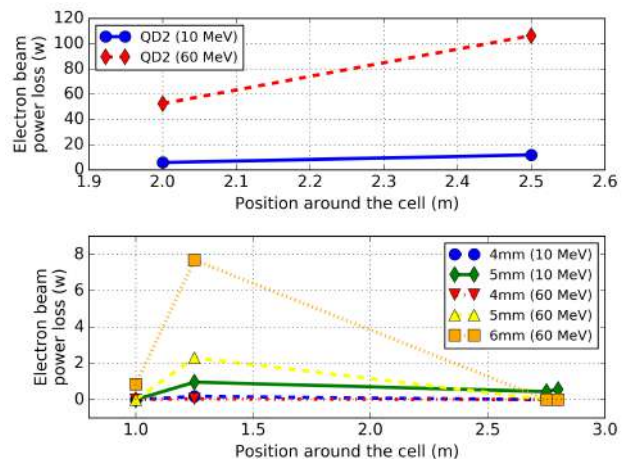 120
100
80
60
40
20
0
Electron beam
power loss (w)
QD2 (10 MeV)
QD2 (60 MeV)
1.9 2.0 2.1 2.2 2.3 2.4 2.5 2.6
Position around the cell (m)
8
6
4
2
0
Electron beam
power loss (w)
4mm (10 MeV)
5mm (10 MeV)
4mm (60 MeV)
5mm (60 MeV)
6mm (60 MeV)
1.0 1.5 2.0 2.5 3.0
Position around the cell (m)